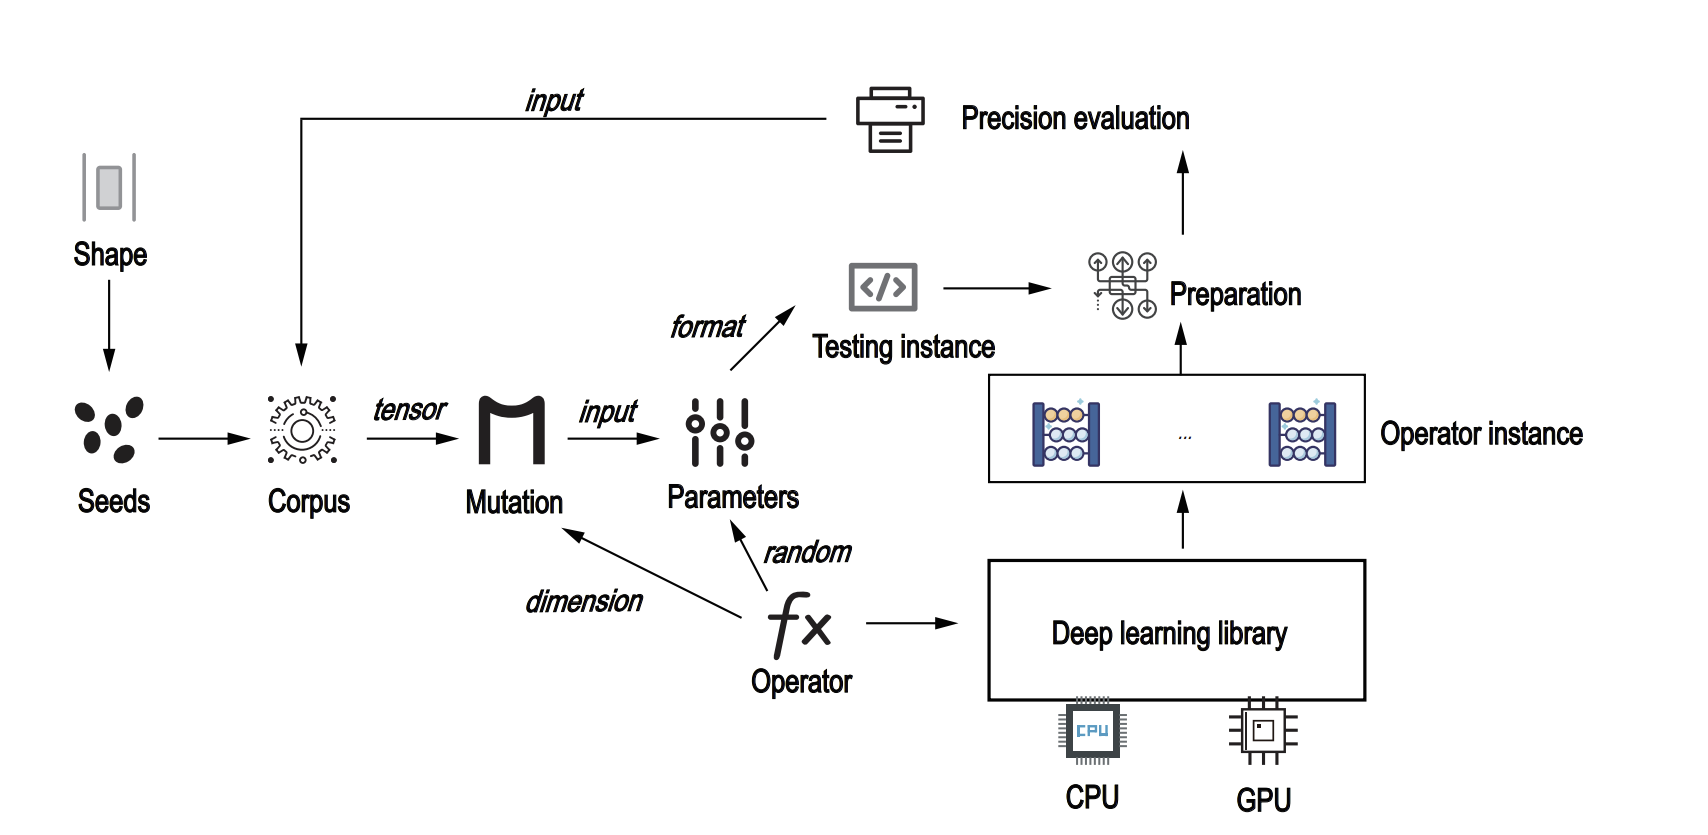 input
Precision evaluation
Shape
format
Testing instance
</>
Preparation
tensor
input
...
Operator instance
Seeds
Corpus
Mutation
Parameters
random
dimension
fx
Operator
Deep learning library
CPU
CPU
GPU